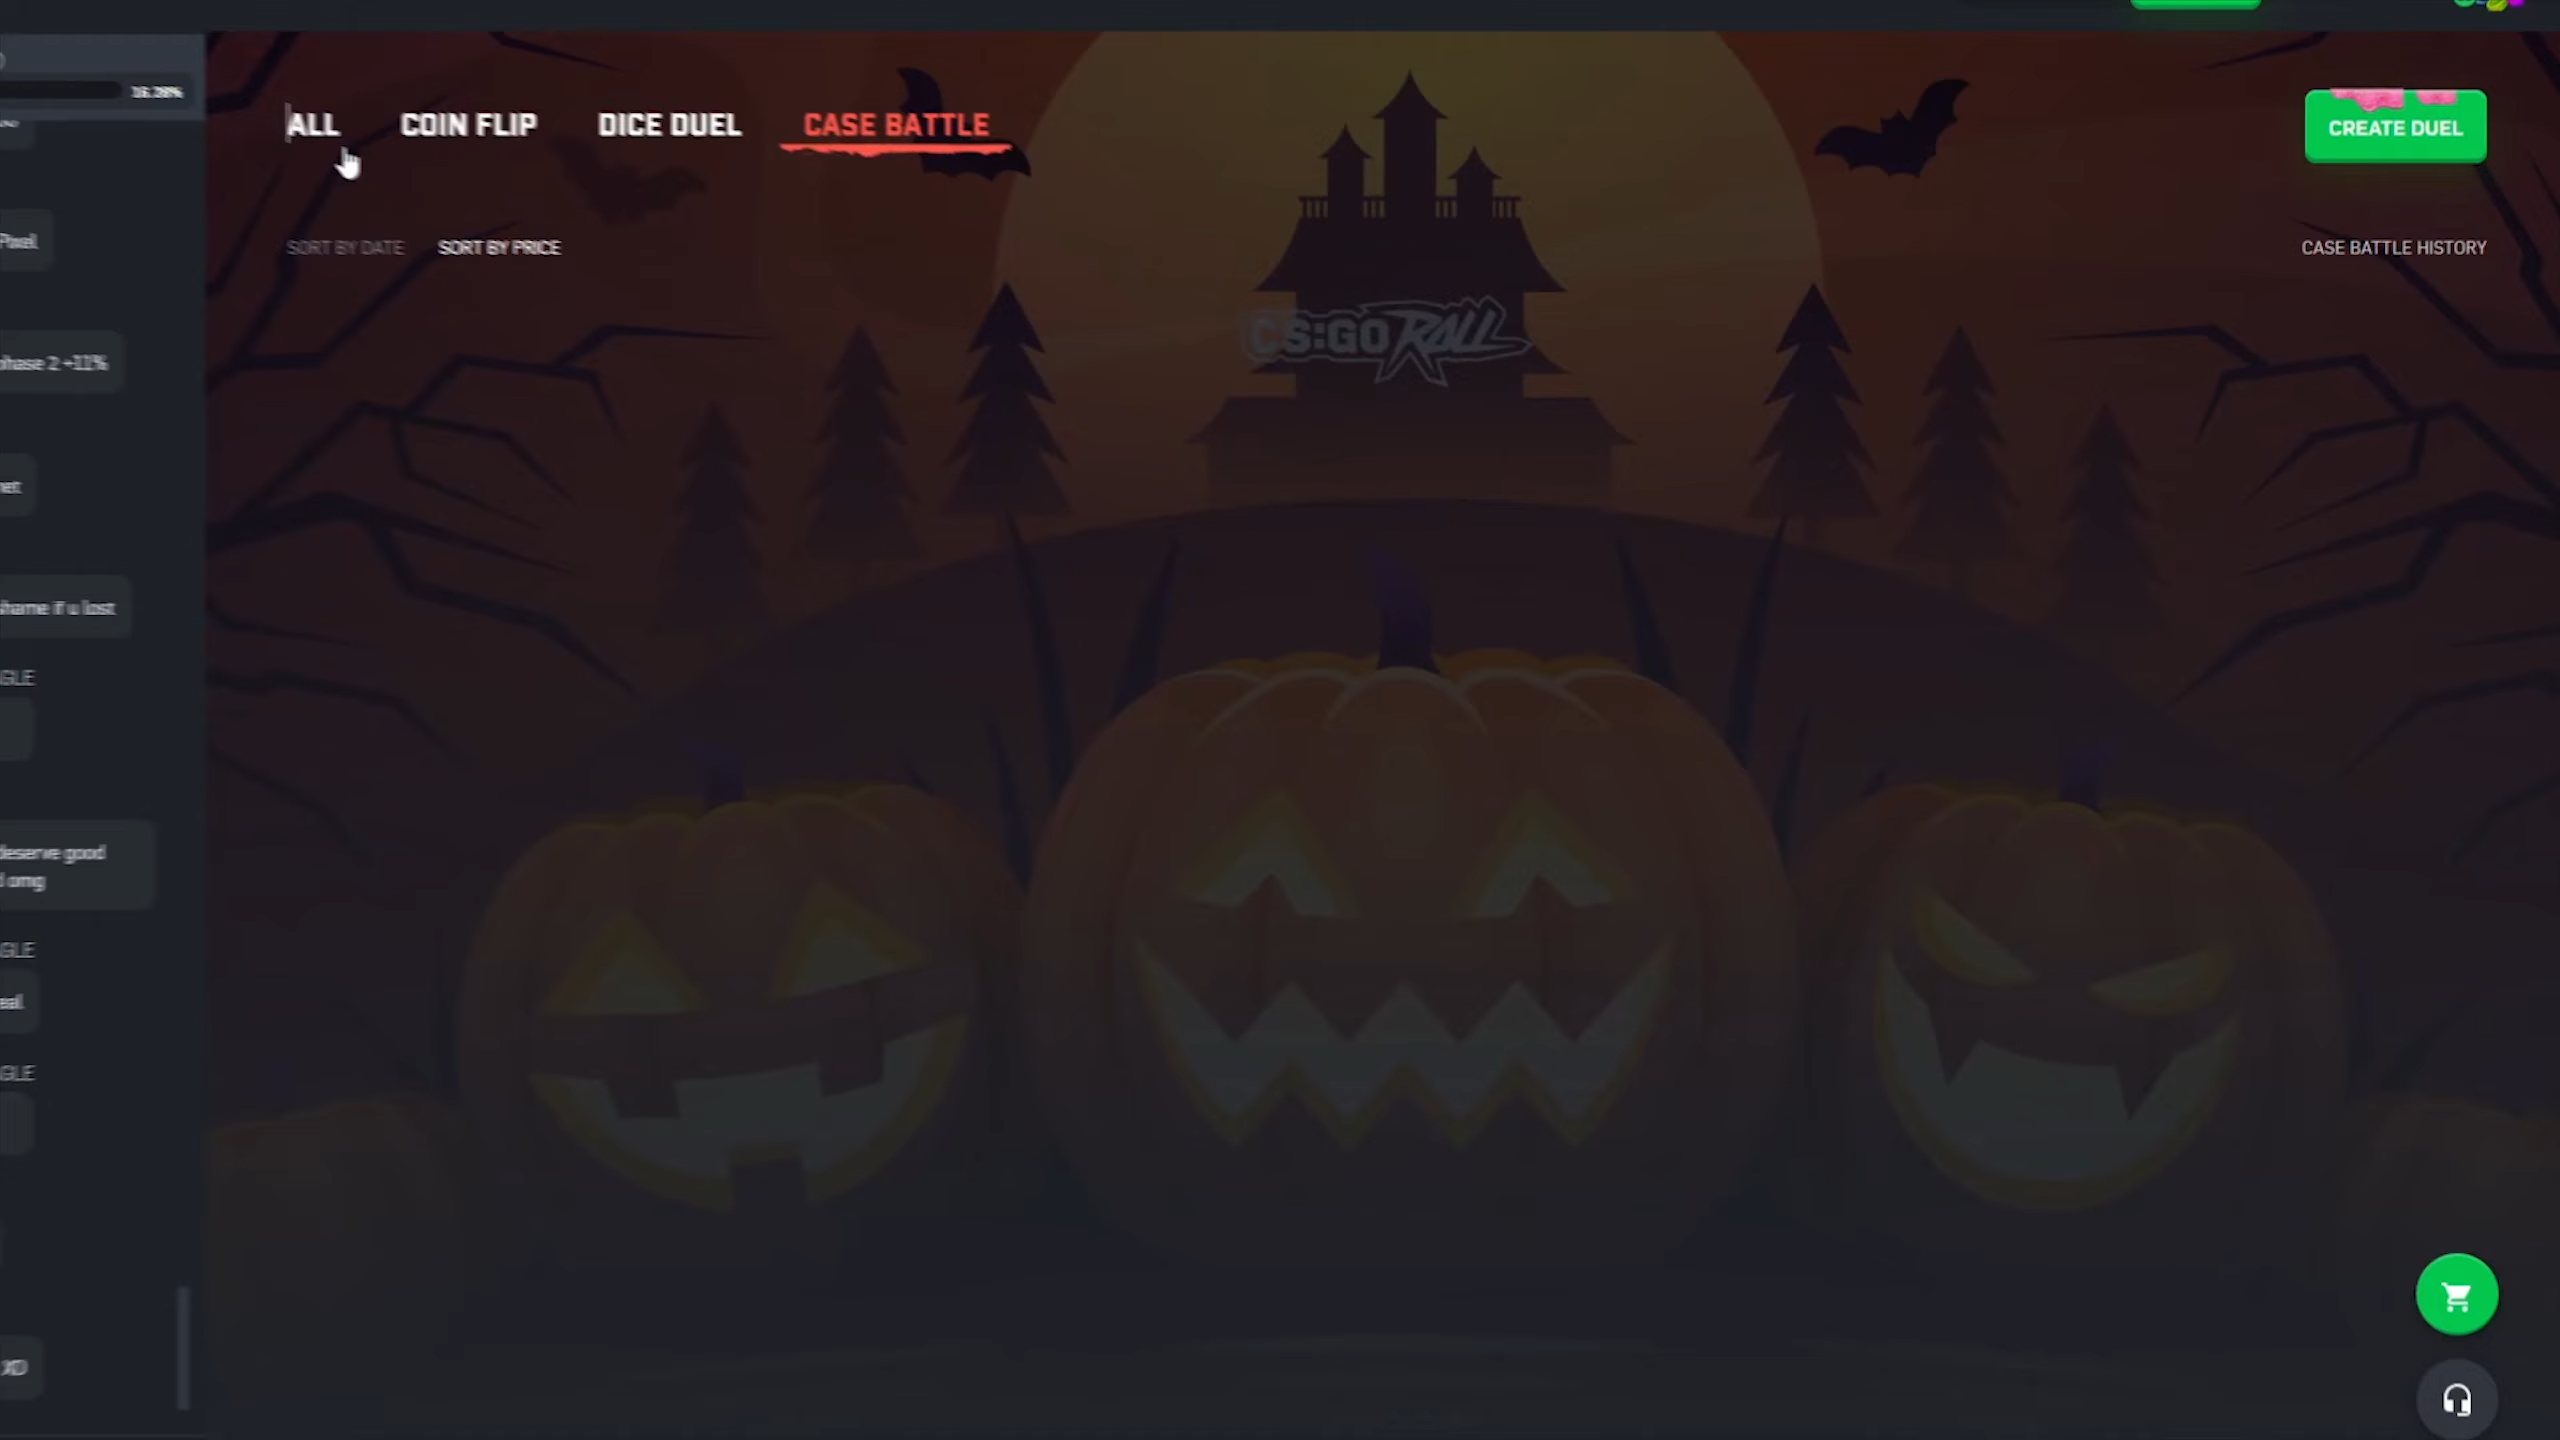 16.28%
ALL COIN FLIP DICE DUEL CASE BATTLE
CREATE DUEL
SORT BY DATE SORT BY PRICE
CASE BATTLE HISTORY
CS:GO ROLL
Pixel
phase 2 +11%
shame if u lost
GLE
deserve good
omg
GLE
GLE
XD